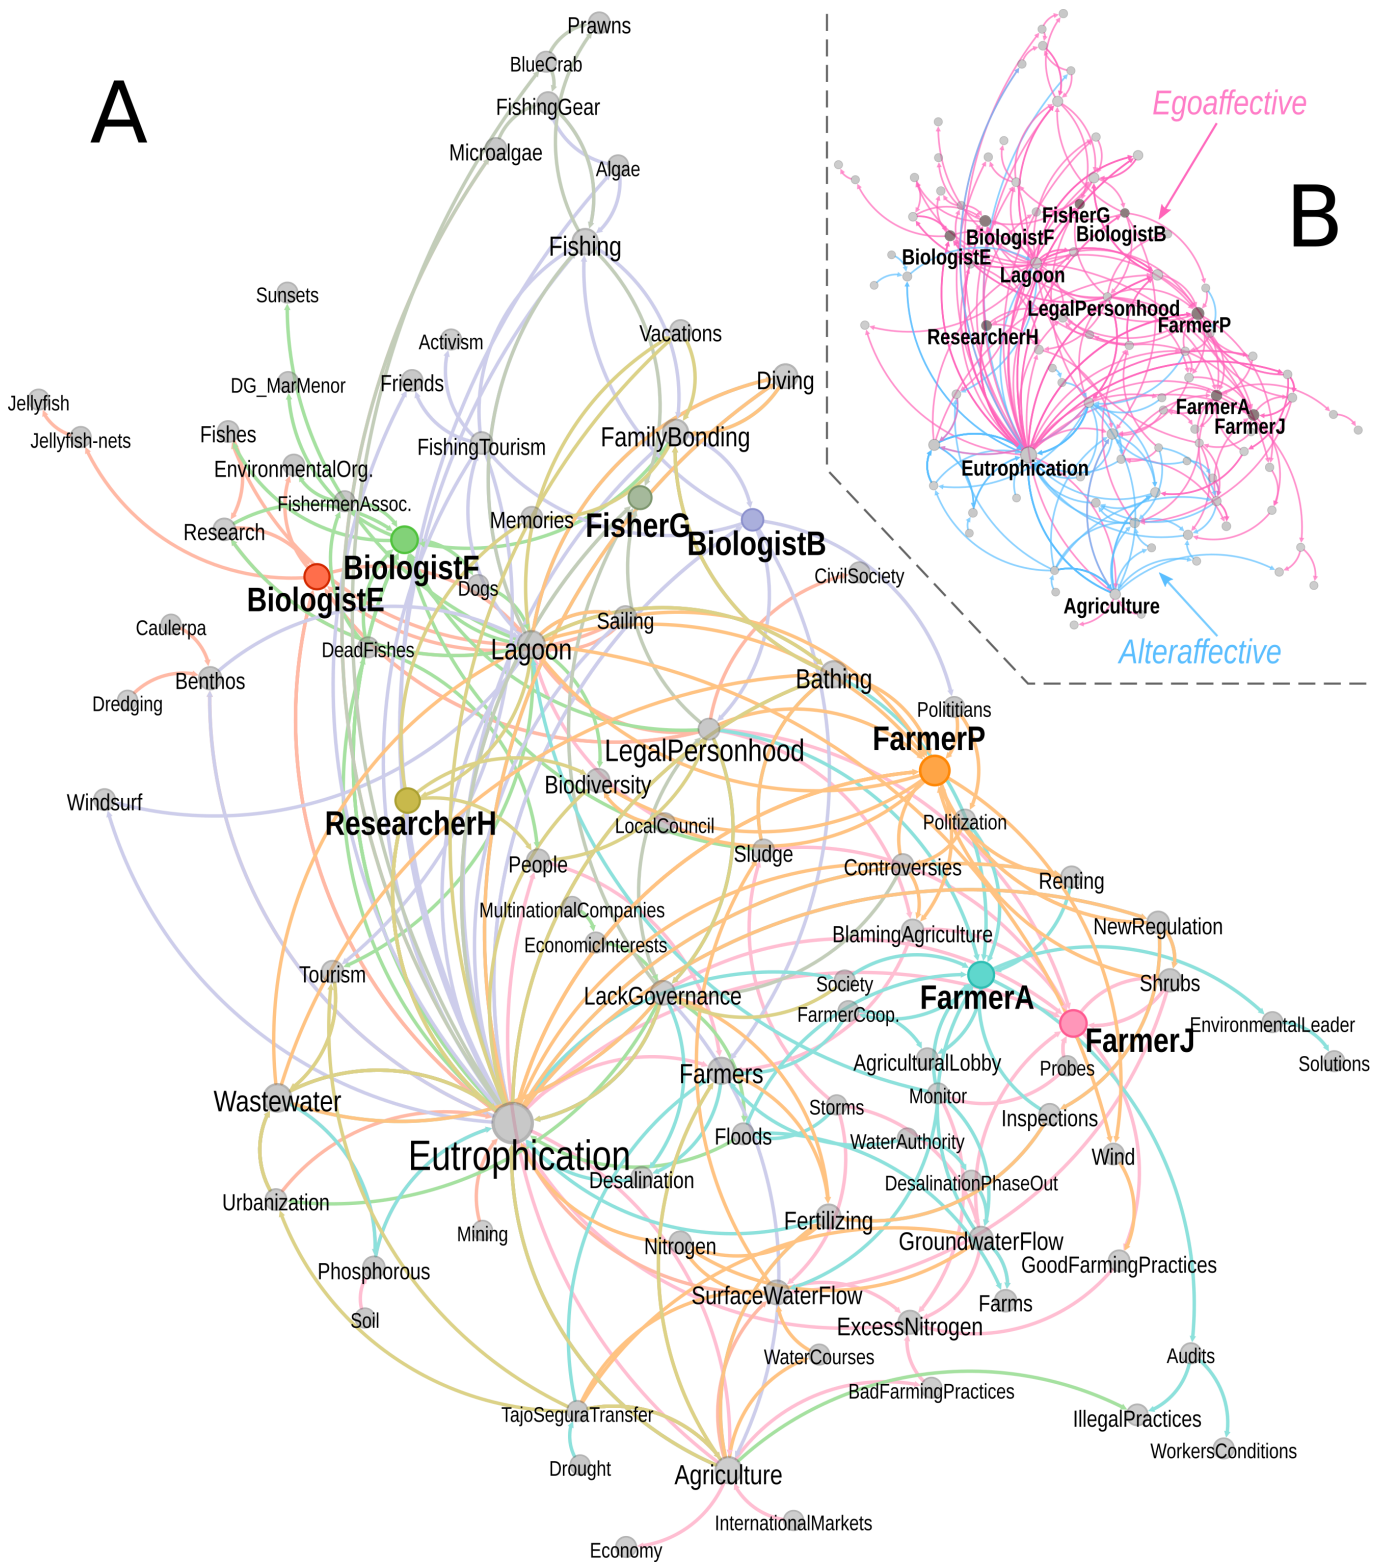 A
Prawns
BlueCrab
FishingGear
Microalgae
Algae
Fishing
Sunsets
Activism
Vacations
Friends
DG_MarMenor
Diving
Jellyfish
Jellyfish-nets
Fishes
FishingTourism
FamilyBonding
EnvironmentalOrg.
FishermenAssoc.
Research
Memories
FisherG
BiologistB
BiologistF
BiologistE
Dogs
CivilSociety
Caulerpa
Sailing
DeadFishes
Lagoon
Benthos
Bathing
Dredging
Polititians
FarmerP
LegalPersonhood
Biodiversity
Windsurf
ResearcherH
LocalCouncil
Politization
Sludge
People
Controversies
Renting
MultinationalCompanies
EconomicInterests
BlamingAgriculture
NewRegulation
Tourism
LackGovernance
Society
FarmerA
Shrubs
FarmerCoop.
EnvironmentalLeader
FarmerJ
Solutions
AgriculturalLobby
Probes
Farmers
Wastewater
Monitor
Storms
Inspections
Floods
WaterAuthority
Eutrophication
Wind
Desalination
DesalinationPhaseOut
Urbanization
Fertilizing
Mining
Nitrogen
GroundwaterFlow
GoodFarmingPractices
Phosphorous
SurfaceWaterFlow
Farms
Soil
ExcessNitrogen
WaterCourses
Audits
BadFarmingPractices
TajoSeguraTransfer
IllegalPractices
WorkersConditions
Drought
Agriculture
InternationalMarkets
Economy
B
Egoaffective
FisherG
BiologistF
BiologistB
BiologistE
Lagoon
LegalPersonhood
FarmerP
ResearcherH
FarmerA
FarmerJ
Eutrophication
Agriculture
Alteraffective